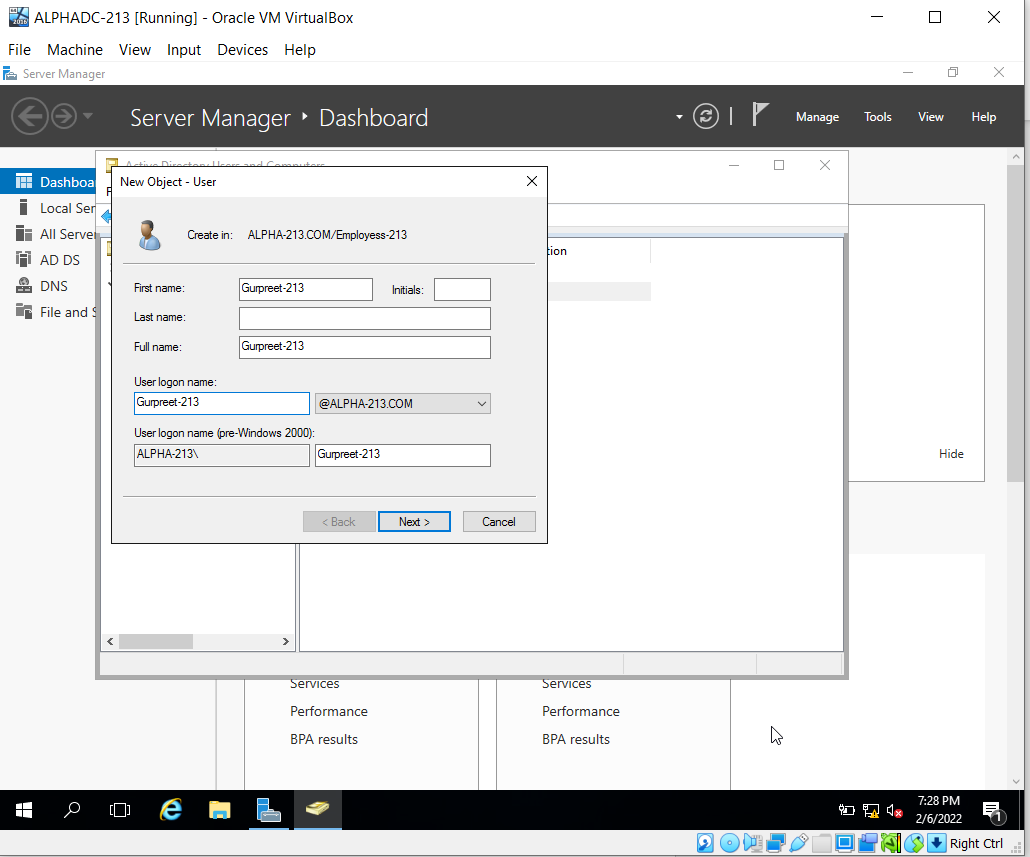 ALPHADC-213 [Running] - Oracle VM VirtualBox
File Machine View Input Devices Help
Server Manager
Server Manager Dashboard
Manage Tools View Help
Active Directory Users and Computers
Dashboa
Local Ser
All Server
AD DS
DNS
File and S
New Object - User
Create in: ALPHA-213.COM/Employess-213
First name: Gurpreet-213 Initials:
Last name:
Full name: Gurpreet-213
User logon name:
Gurpreet-213 @ALPHA-213.COM
User logon name (pre-Windows 2000):
ALPHA-213\ Gurpreet-213
< Back Next > Cancel
tion
Hide
Services Services
Performance Performance
BPA results BPA results
7:28 PM
2/6/2022
1
Right Ctrl